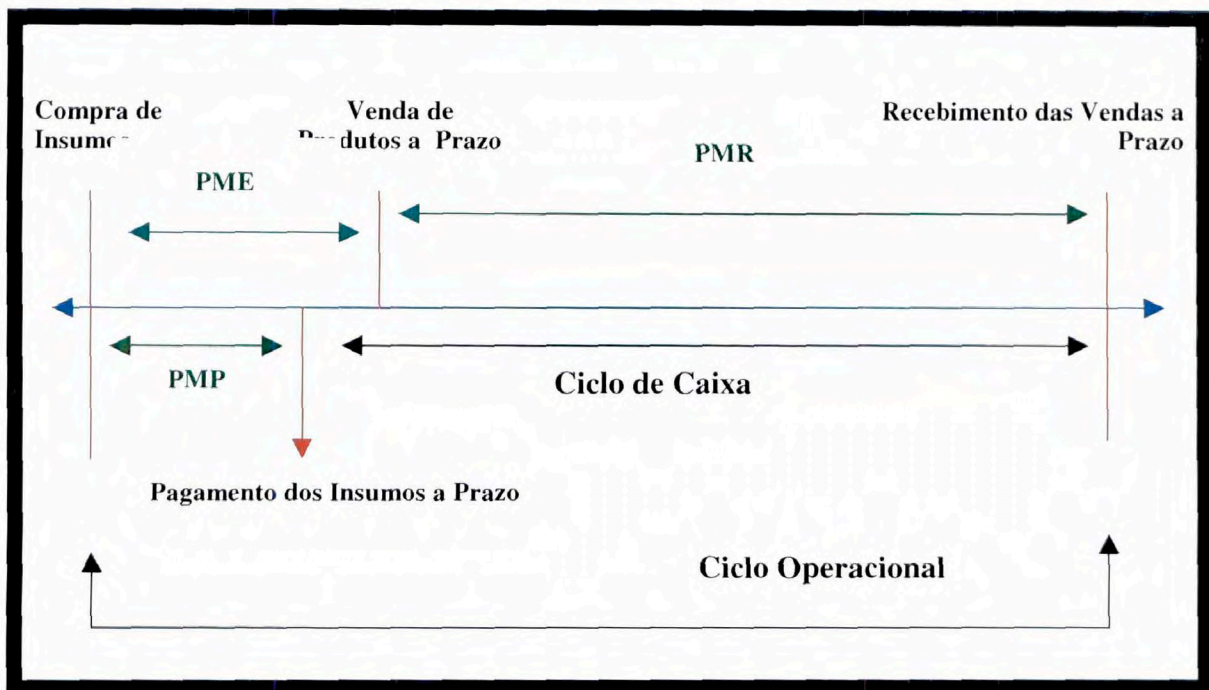 Compra de
Venda de
a Prazo
Recebimento das Vendas a
Prazo
PME
PMR
PMP
Ciclo de Caixa
Pagamento dos Insumos a Prazo
Ciclo Operacional